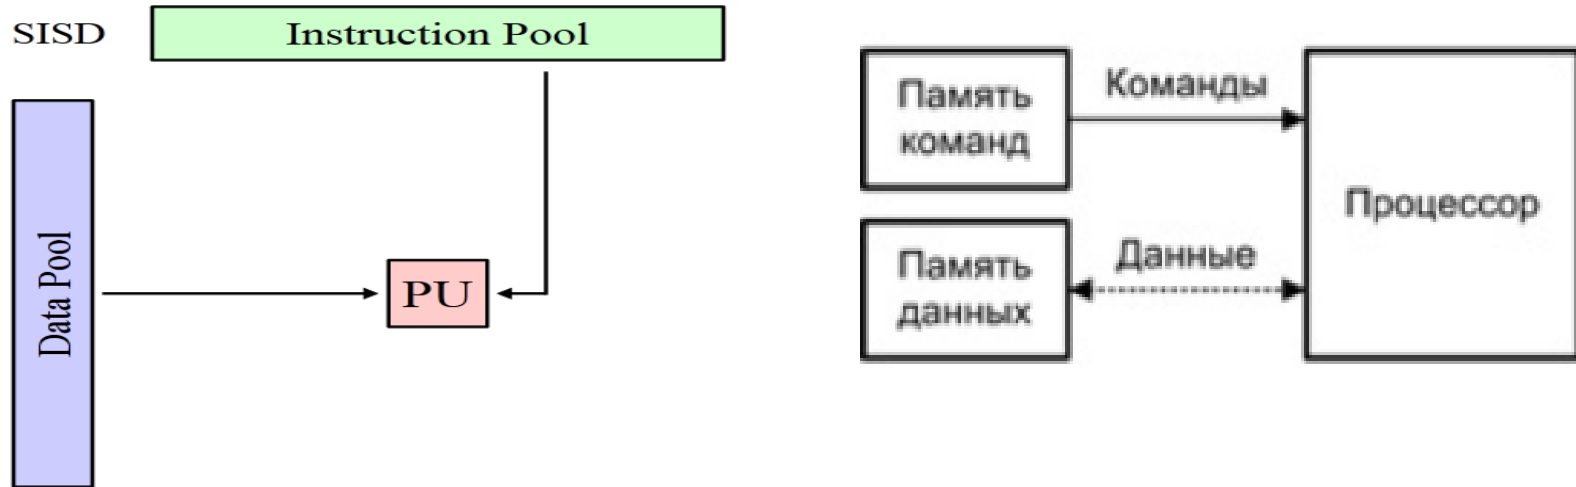 SISD
Instruction Pool
Data Pool
PU
Память
команд
Команды
Процессор
Память
данных
Данные